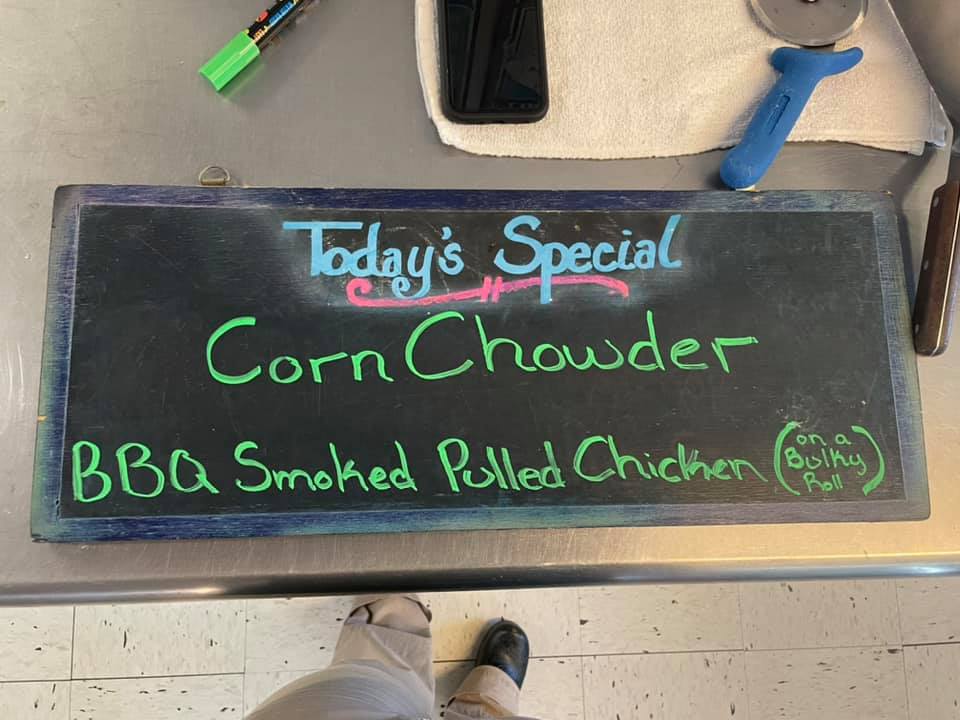 Today's Special
Corn Chowder
BBQ Smoked Pulled Chicken (on a
Bulky
Roll)